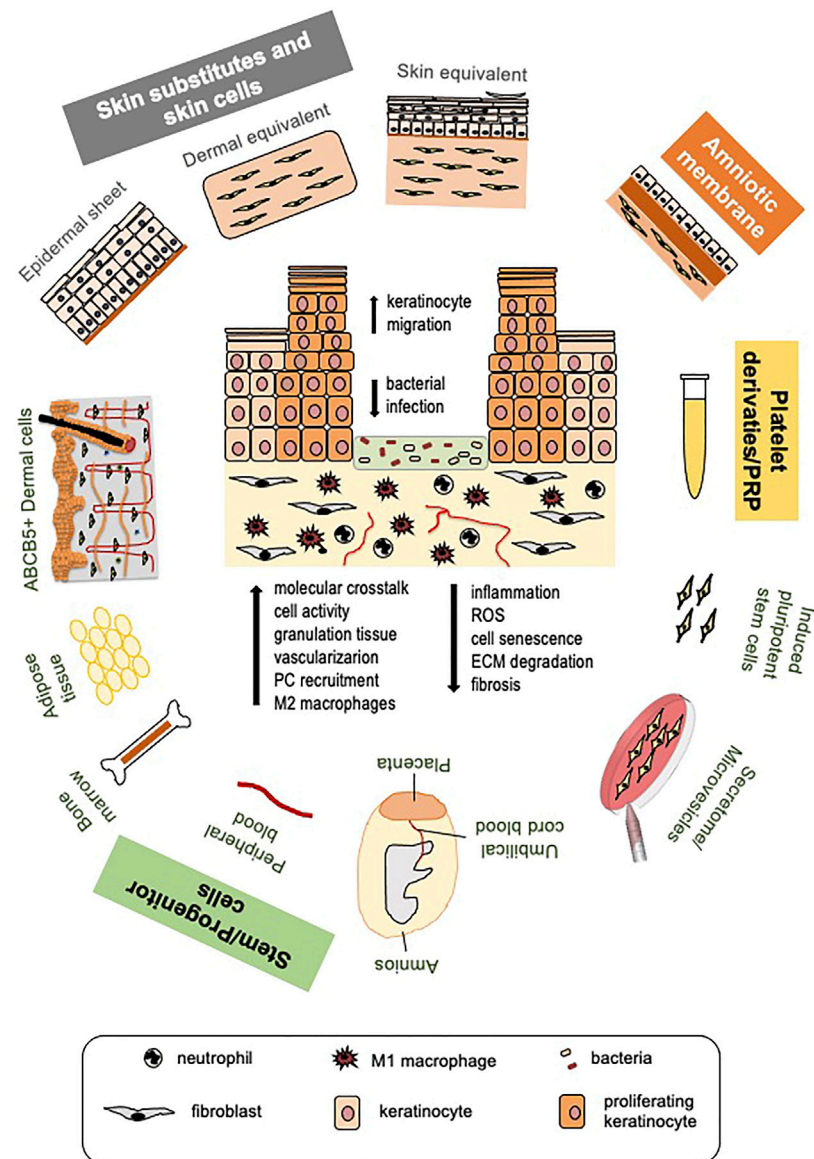 Skin substitutes and
skin cells
Skin equivalent
Dermal equivalent
Epidermal sheet
Amniotic
membrane
keratinocyte
migration
bacterial
infection
Platelet
derivaties/PRP
ABCB5+ Dermal cells
molecular crosstalk
cell activity
granulation tissue
vascularizarion
PC recruitment
M2 macrophages
inflammation
ROS
cell senescence
ECM degradation
fibrosis
Induced
pluripotent
stem cells
Adipose
tissue
Bone
marrow
Peripheral
blood
Placenta
Umbilical
cord blood
Amnios
Secretome/
Microvesicles
Stem/Progenitor
cells
neutrophil
M1 macrophage
bacteria
fibroblast
keratinocyte
proliferating
keratinocyte